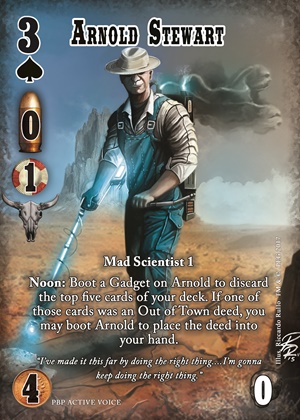 3
Arnold Stewart
0
1
Mad Scientist 1
Noon: Boot a Gadget on Arnold to discard
the top five cards of your deck. If one of
those cards was an Out of Town deed, you
may boot Arnold to place the deed into
your hand.
"I've made it this far by doing the right thing...I'm gonna
keep doing the right thing."
4
PBP ACTIVE VOICE
0
Illus. Riccardo Rullo